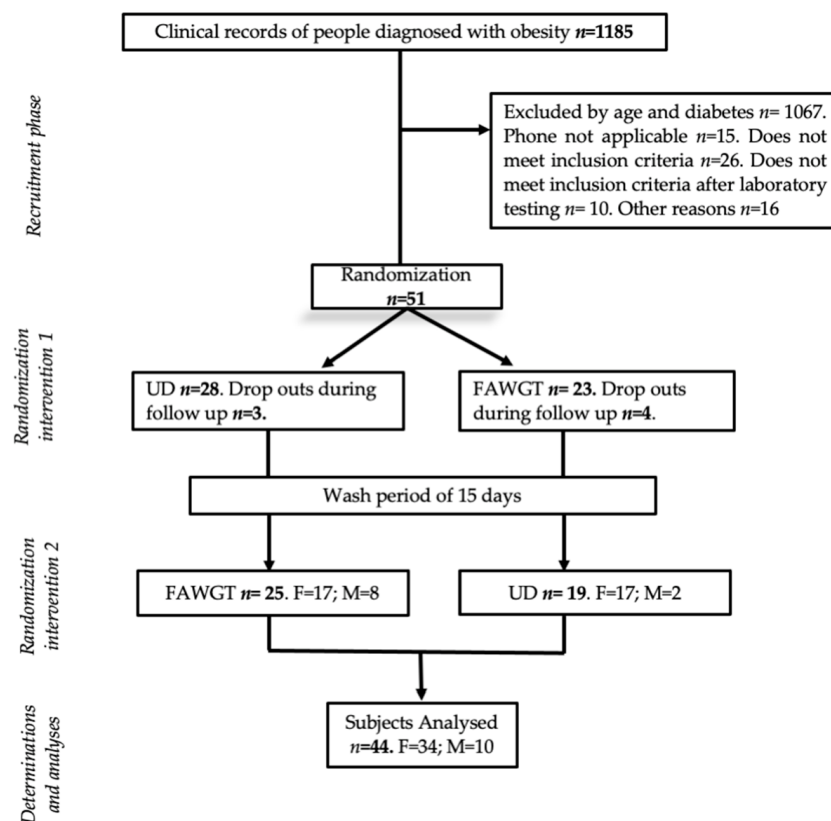 Clinical records of people diagnosed with obesity n=1185
Recruitment phase
Excluded by age and diabetes n= 1067.
Phone not applicable n=15. Does not
meet inclusion criteria n=26. Does not
meet inclusion criteria after laboratory
testing n= 10. Other reasons n=16
Randomization
n=51
Randomization
intervention 1
UD n=28. Drop outs during
follow up n=3.
FAWGT n= 23. Drop outs
during follow up n=4.
Wash period of 15 days
Randomization
intervention 2
FAWGT n= 25. F=17; M=8
UD n= 19. F=17; M=2
Determinations
and analyses
Subjects Analysed
n=44. F=34; M=10